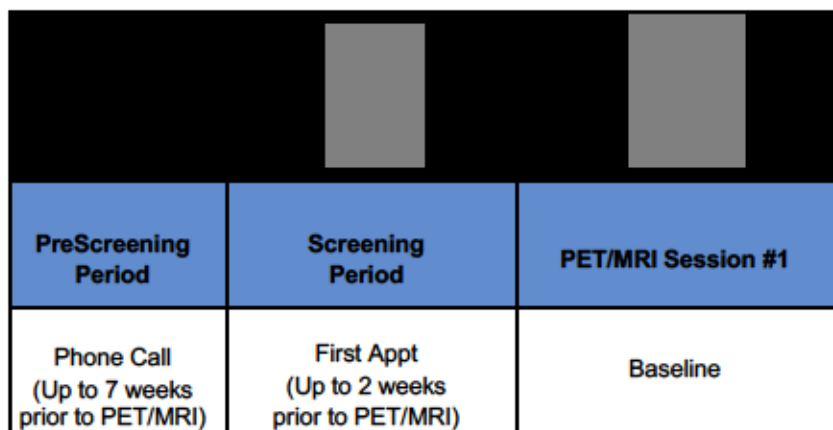 PreScreening
Period
Screening
Period
PET/MRI Session #1
Phone Call
(Up to 7 weeks
prior to PET/MRI)
First Appt
(Up to 2 weeks
prior to PET/MRI)
Baseline